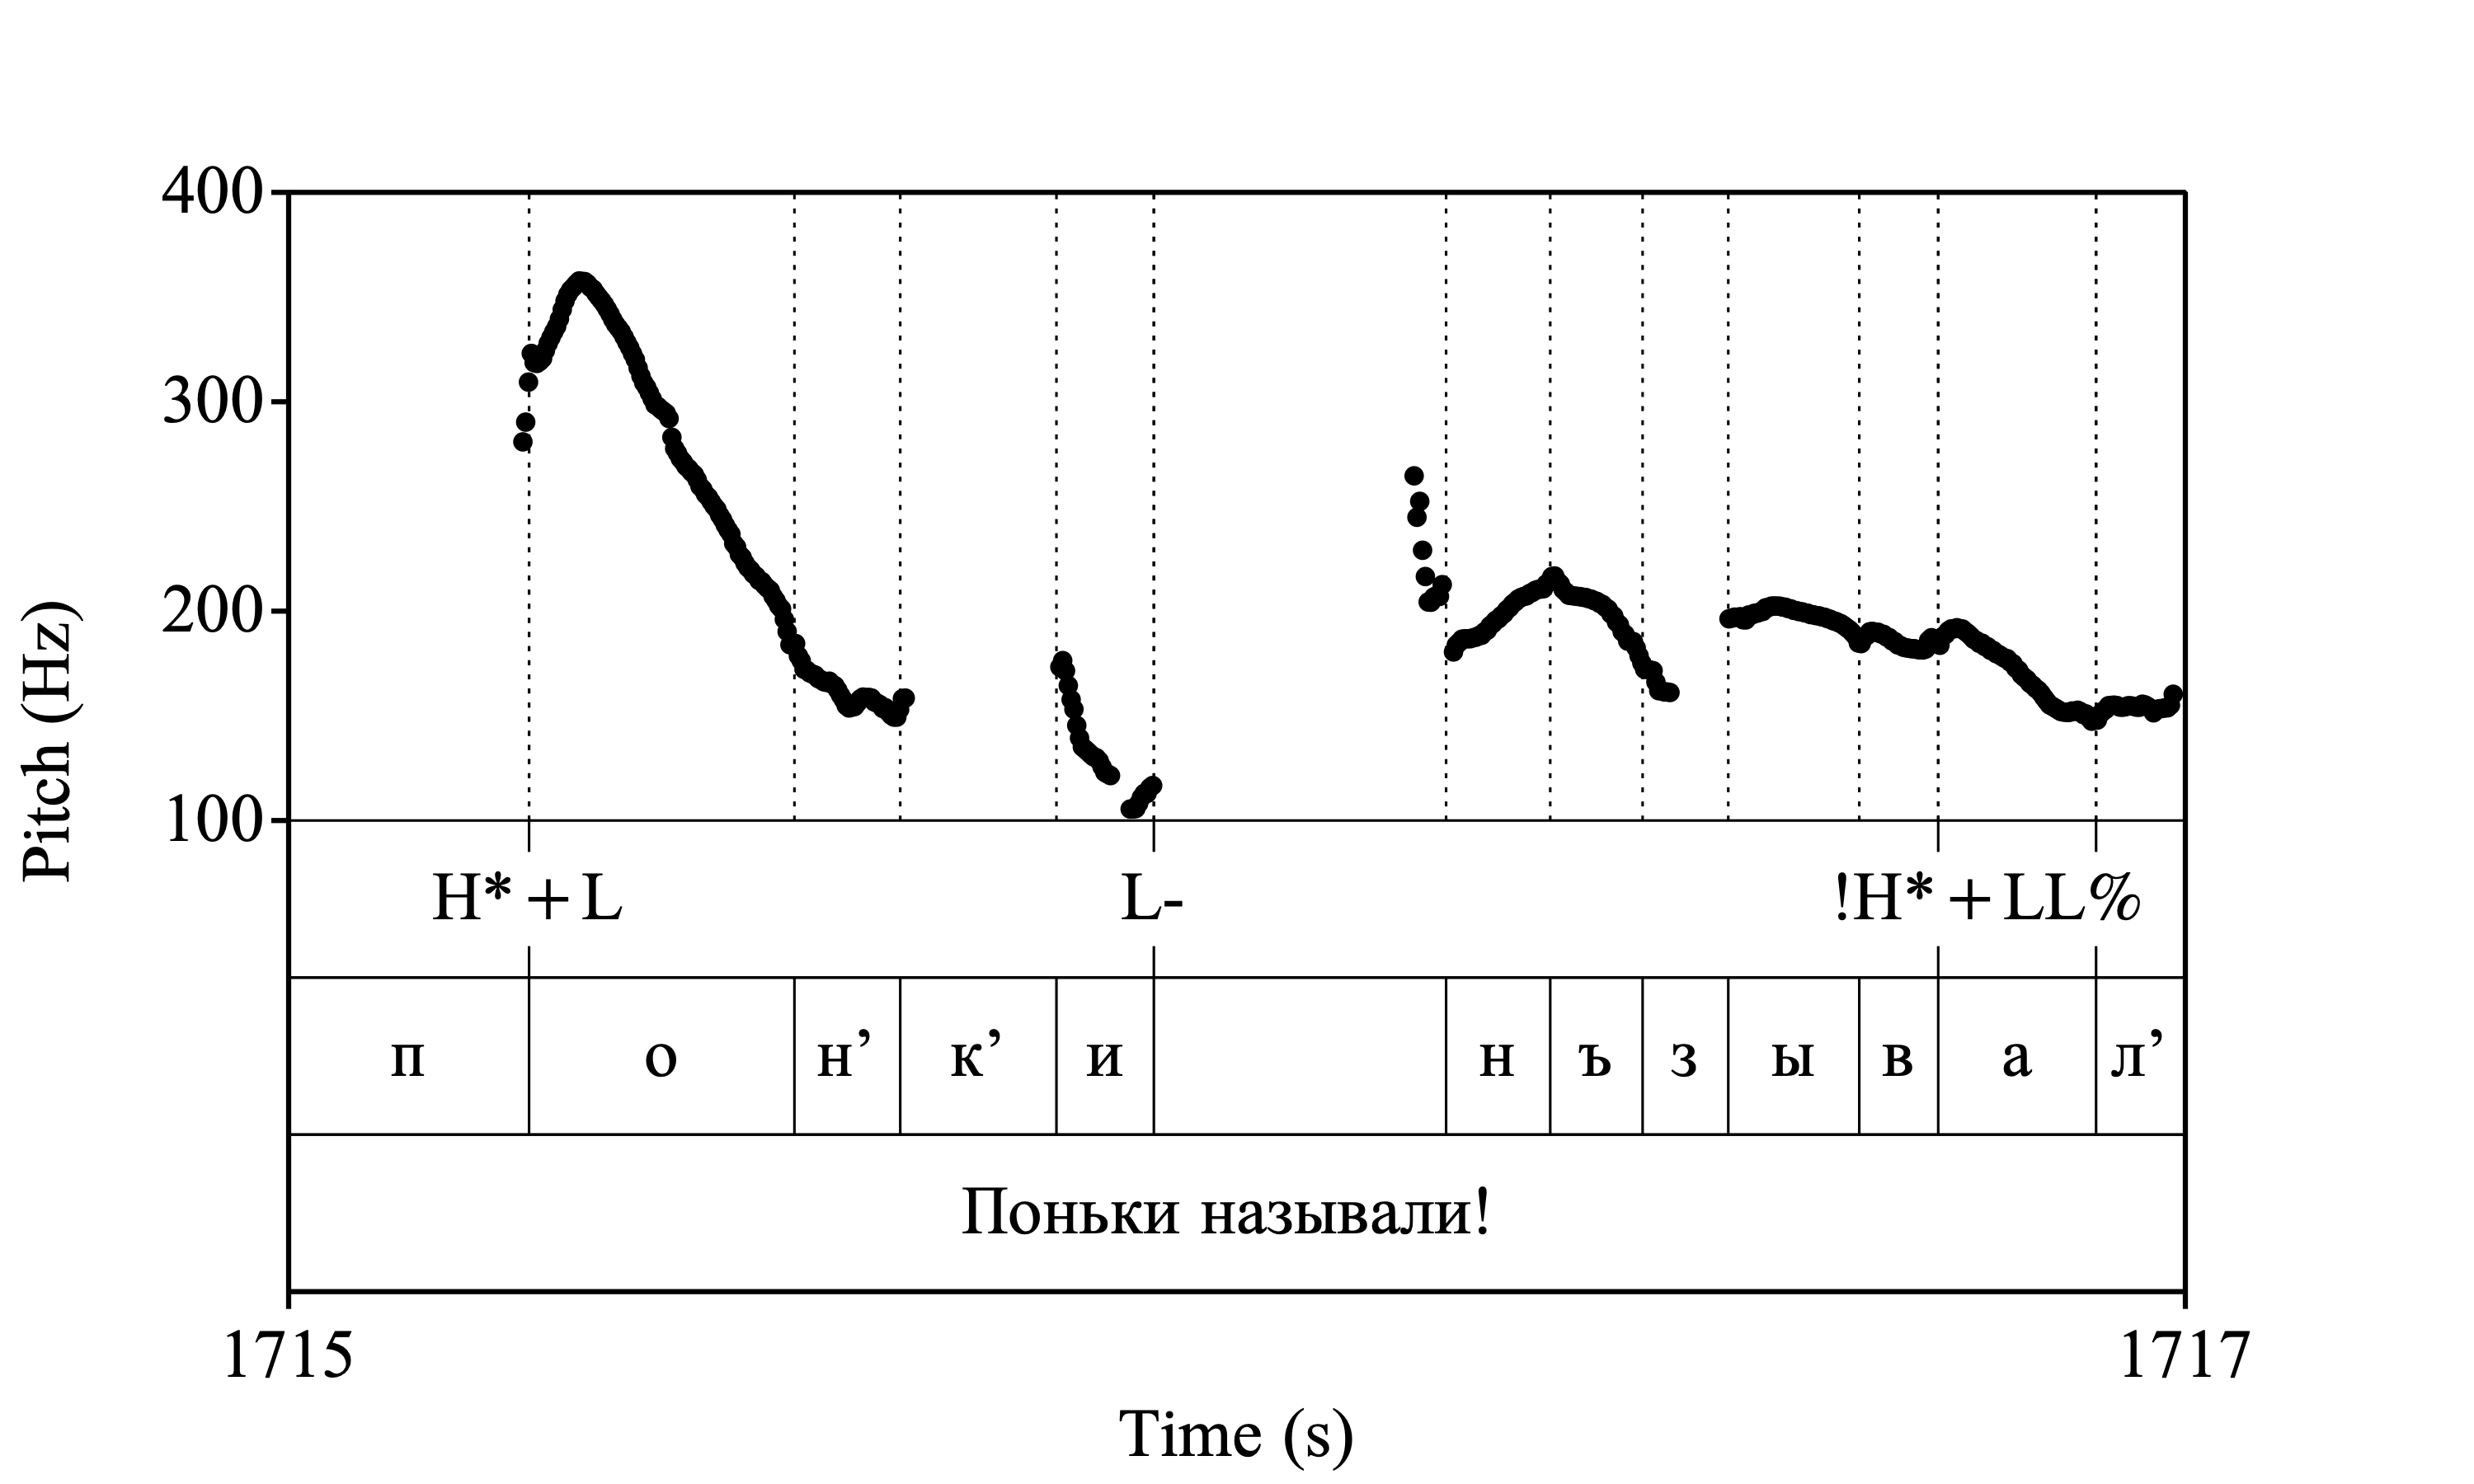 400
300
200
100
Pitch (Hz)
H*+L L- !H*+LL%
п о н’ к’ и н ъ з ы в а л’
Поньки называли!
1715 1717
Time (s)